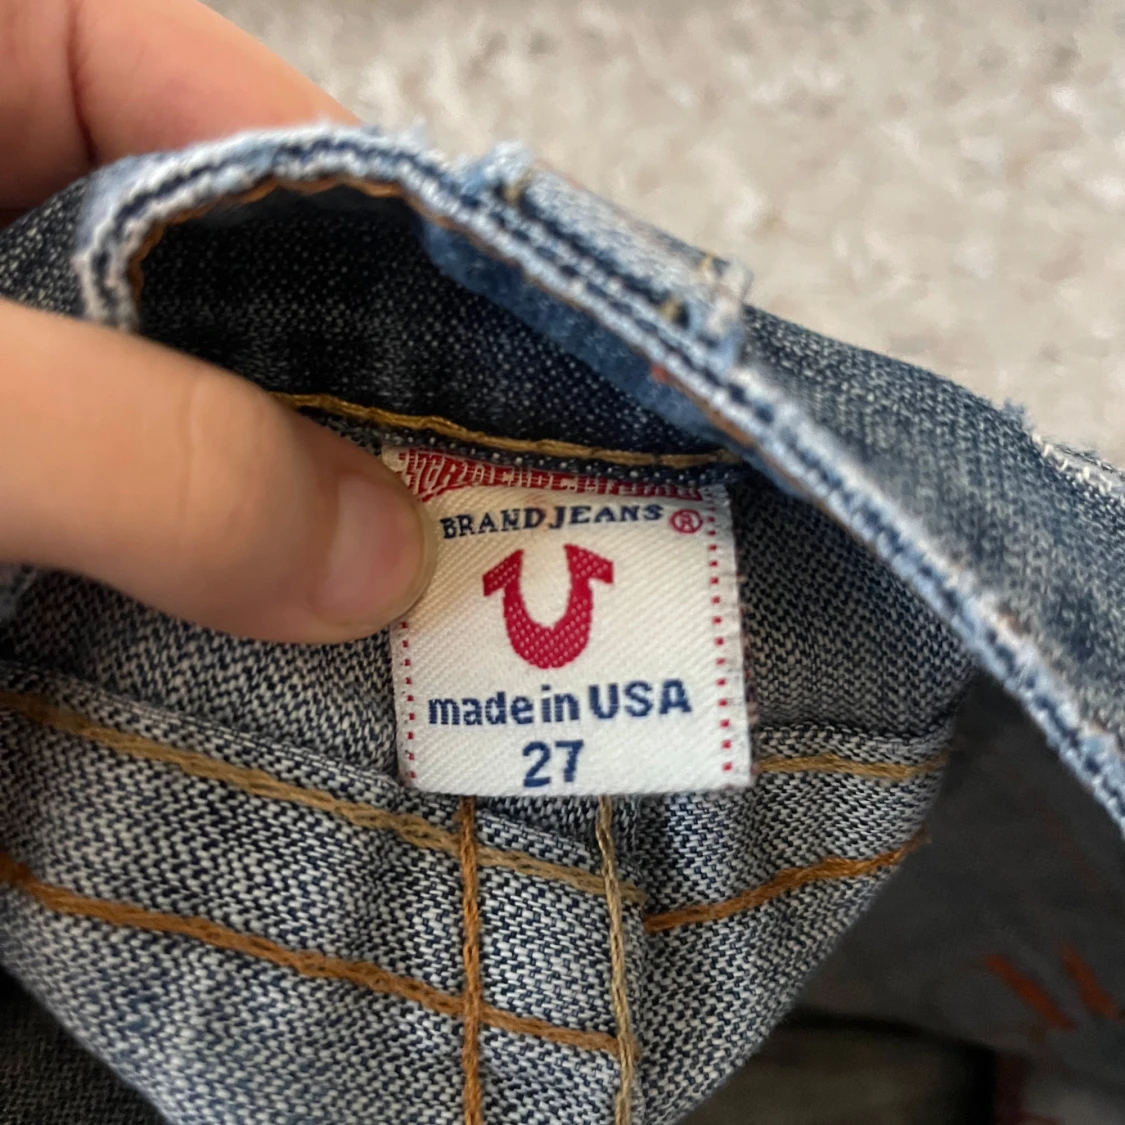 BRAND JEANS ®
made in USA
27